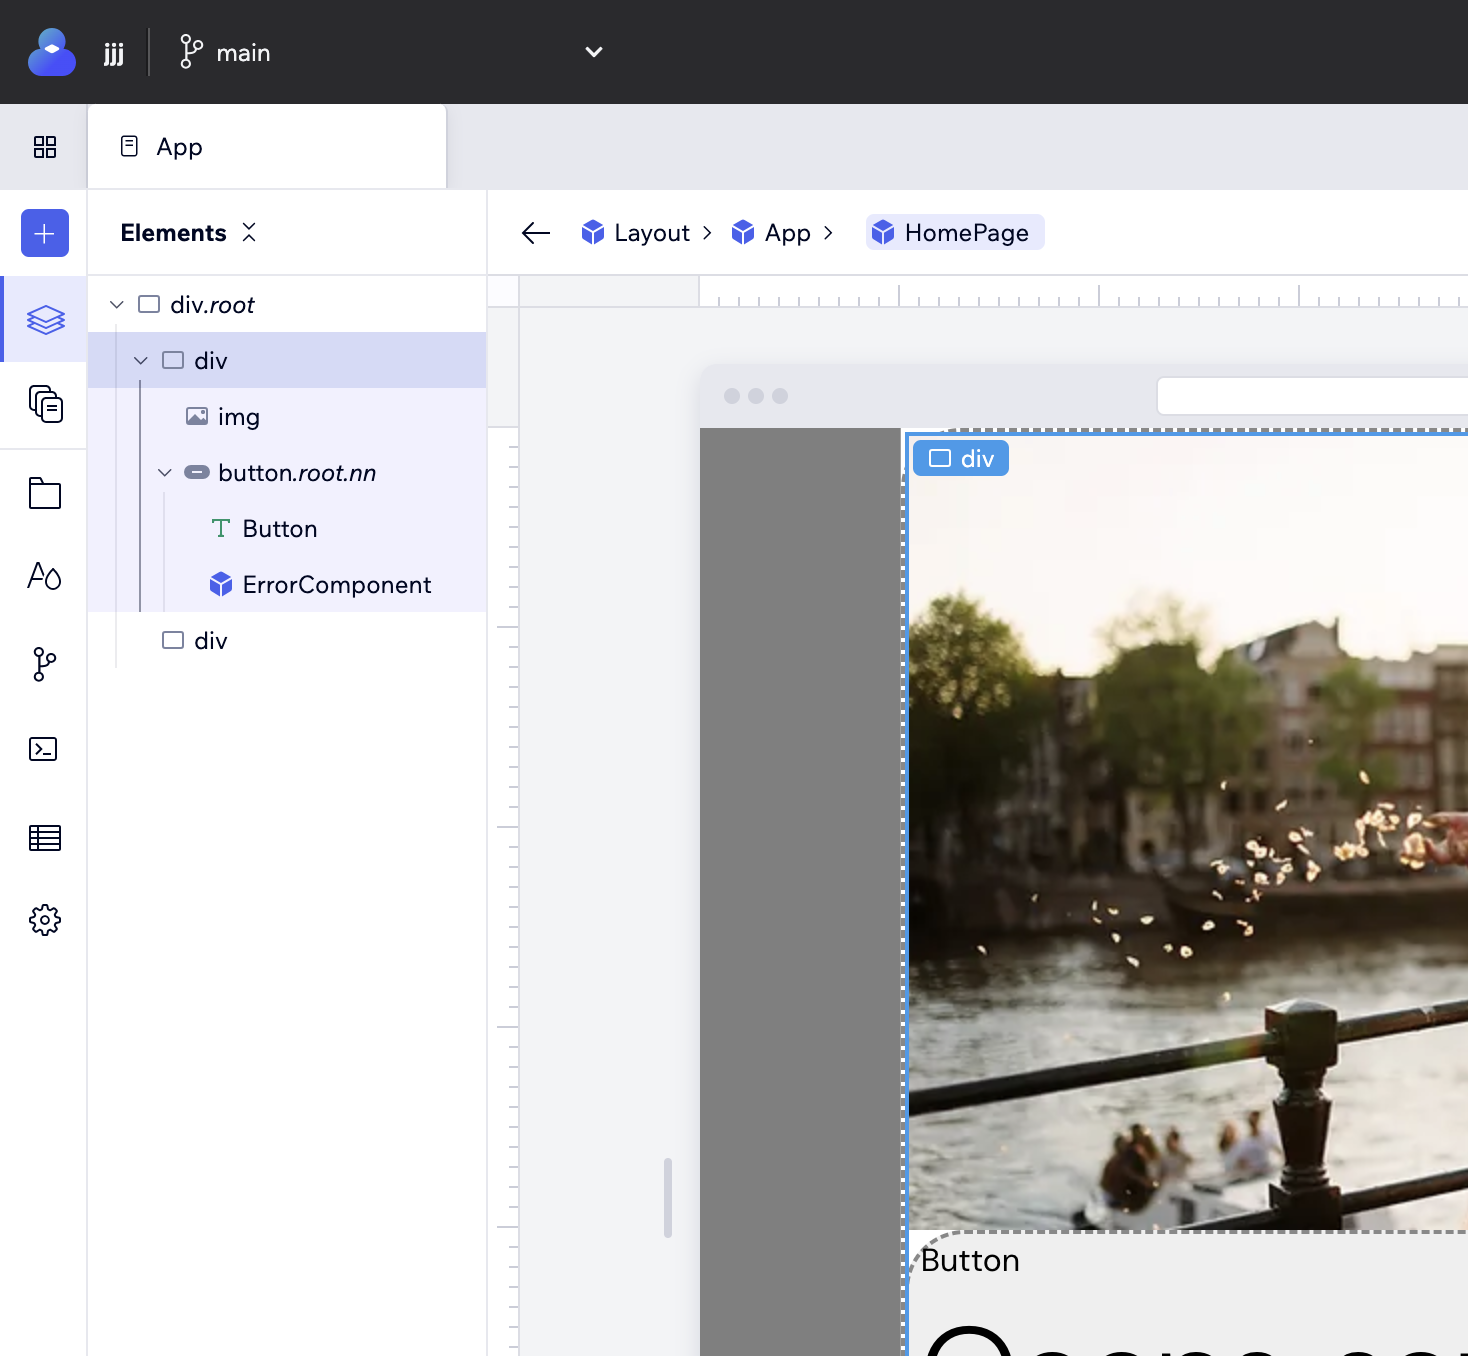 jjj main
App
Elements
Layout > App > HomePage
div.root
div
img
button.root.nn
Button
ErrorComponent
div
div
Button